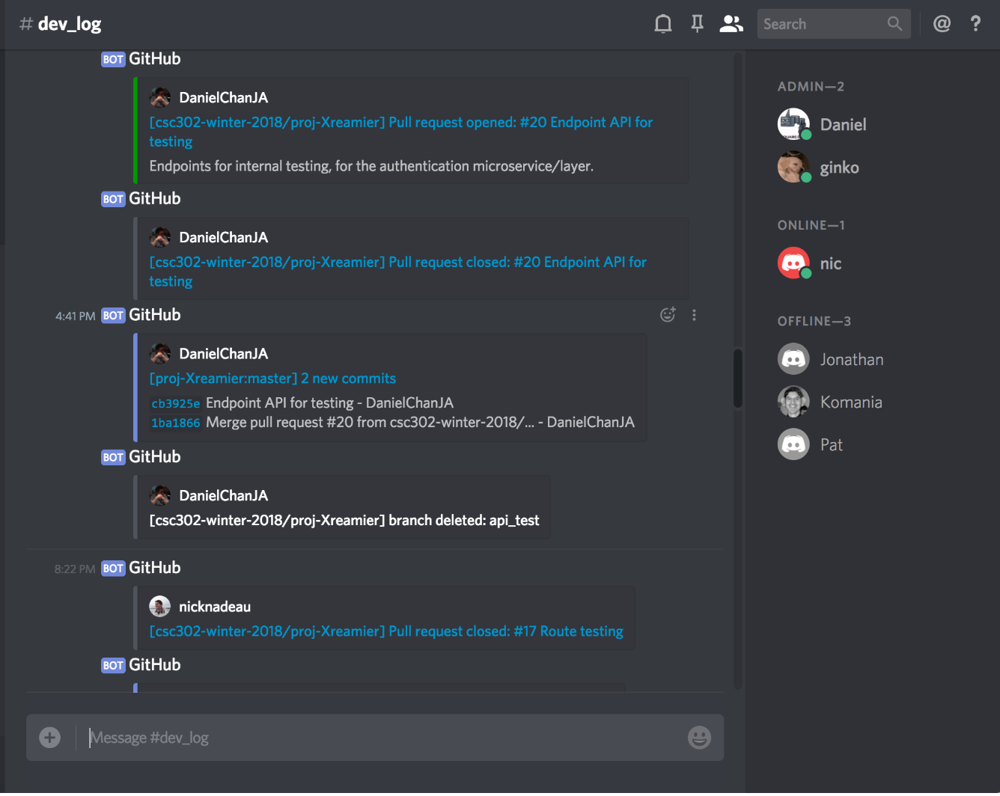 # dev_log
Search
@ ?
BOT GitHub
DanielChanJA
[csc302-winter-2018/proj-Xreamier] Pull request opened: #20 Endpoint API for
testing
Endpoints for internal testing, for the authentication microservice/layer.
BOT GitHub
DanielChanJA
[csc302-winter-2018/proj-Xreamier] Pull request closed: #20 Endpoint API for
testing
4:41 PM BOT GitHub
DanielChanJA
[proj-Xreamier:master] 2 new commits
cb3925e Endpoint API for testing - DanielChanJA
1ba1866 Merge pull request #20 from csc302-winter-2018/... - DanielChanJA
BOT GitHub
DanielChanJA
[csc302-winter-2018/proj-Xreamier] branch deleted: api_test
8:22 PM BOT GitHub
nicknadeau
[csc302-winter-2018/proj-Xreamier] Pull request closed: #17 Route testing
BOT GitHub
Message #dev_log
ADMIN—2
Daniel
ginko
ONLINE—1
nic
OFFLINE—3
Jonathan
Komania
Pat